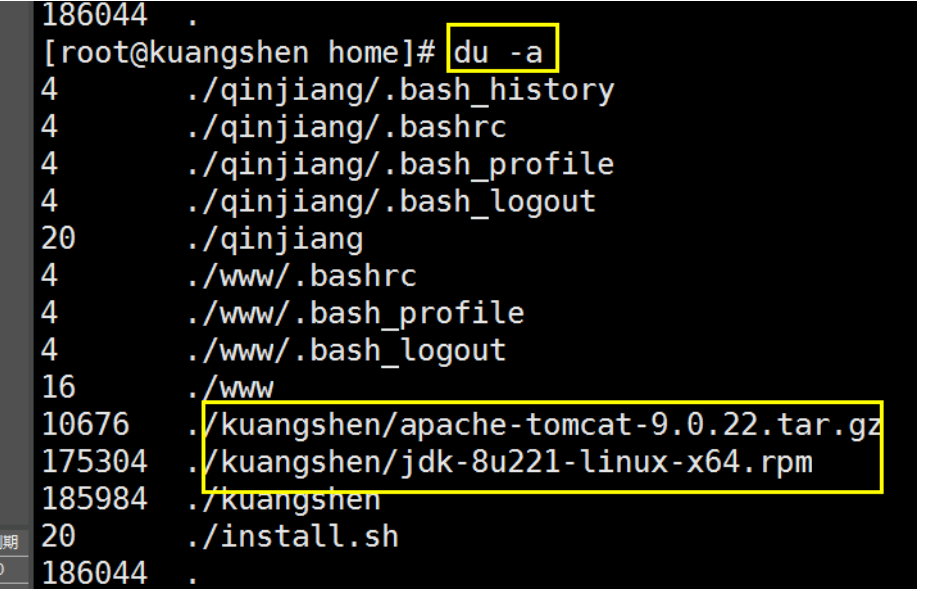 186044  .
[root@kuangshen home]# du -a
4       ./qinjiang/.bash_history
4       ./qinjiang/.bashrc
4       ./qinjiang/.bash_profile
4       ./qinjiang/.bash_logout
20      ./qinjiang
4       ./www/.bashrc
4       ./www/.bash_profile
4       ./www/.bash_logout
16      ./www
10676   ./kuangshen/apache-tomcat-9.0.22.tar.gz
175304  ./kuangshen/jdk-8u221-linux-x64.rpm
185984  ./kuangshen
期
20      ./install.sh
186044  .